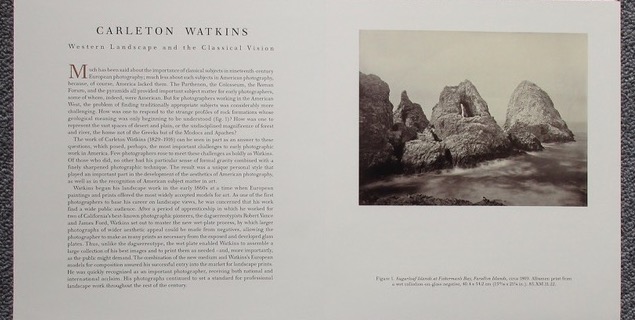 CARLETON WATKINS
Western Landscape and the Classical Vision
Much has been said about the importance of classical subjects in nineteenth-century
European photography; much less about such subjects in American photography,
because, of course, America lacked them. The Parthenon, the Colosseum, the Roman
Forum, and the pyramids all provided important subject matter for early photographers,
some of whom, indeed, were American. But for photographers working in the American
West, the problem of finding traditionally appropriate subjects was considerably more
challenging. How was one to respond to the strange profiles of rock formations whose
geological meaning was only beginning to be understood (fig. 1)? How was one to
represent the vast spaces of desert and plain, or the undisciplined magnificence of forest
and river, the home not of the Greeks but of the Modocs and Apaches?
The work of Carleton Watkins (1829-1916) can be seen in part as an answer to these
questions, which posed, perhaps, the most important challenges to early photographic
work in America. Few photographers rose to meet these challenges as boldly as Watkins.
Of those who did, no other had his particular sense of formal gravity combined with a
finely sharpened photographic technique. The result was a unique personal style that
played an important part in the development of the aesthetics of American photography,
as well as in the recognition of American subject matter in art.
Watkins began his landscape work in the early 1860s at a time when European
paintings and prints offered the most widely accepted models for art. As one of the first
photographers to base his career on landscape views, he was concerned that his work
find a wide public audience. After a period of apprenticeship in which he worked for
two of California's best-known portrait pioneers, the daguerreotypists Robert Vance
and James Ford, Watkins set out to master the new wet-plate process, by which larger
photographs of wider aesthetic appeal could be made from negatives, allowing the
photographer to make as many prints as necessary from the exposed and developed glass
plates. Thus, unlike the daguerreotype, the wet plate enabled Watkins to assemble a
large collection of his best images and to print them as needed - and, more importantly,
as the public might demand. The combination of the new medium and Watkins's European
models for composition assured his successful entry into the market for landscape prints.
He was quickly recognized as an important photographer, receiving both national and
international acclaim. His photographs continued to set a standard for professional
landscape work throughout the rest of the century.
Figure 1. Sugarloaf Islands at Fisherman's Bay, Farallon Islands, circa 1869. Albumen print from
a wet-collodion-on-glass negative,